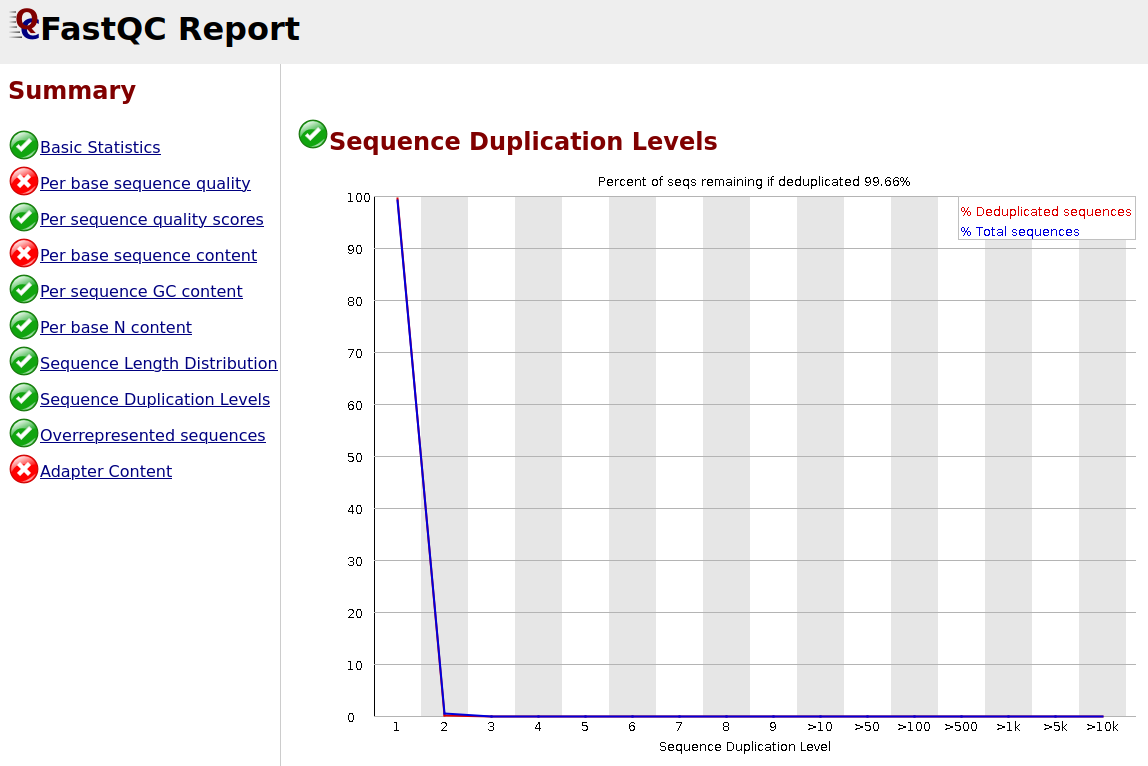 FastQC Report
Summary
Basic Statistics
Per base sequence quality
Per sequence quality scores
Per base sequence content
Per sequence GC content
Per base N content
Sequence Length Distribution
Sequence Duplication Levels
Overrepresented sequences
Adapter Content
Sequence Duplication Levels
Percent of seqs remaining if deduplicated 99.66%
% Deduplicated sequences
% Total sequences
100
90
80
70
60
50
40
30
20
10
0
1 2 3 4 5 6 7 8 9 >10 >50 >100 >500 >1k >5k >10k
Sequence Duplication Level